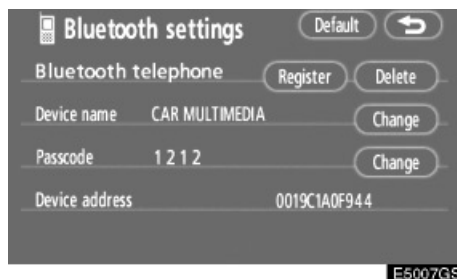 Bluetooth settings Default
Bluetooth telephone Register Delete
Device name CAR MULTIMEDIA Change
Passcode 1212 Change
Device address 0019C1A0F944
E5007GS